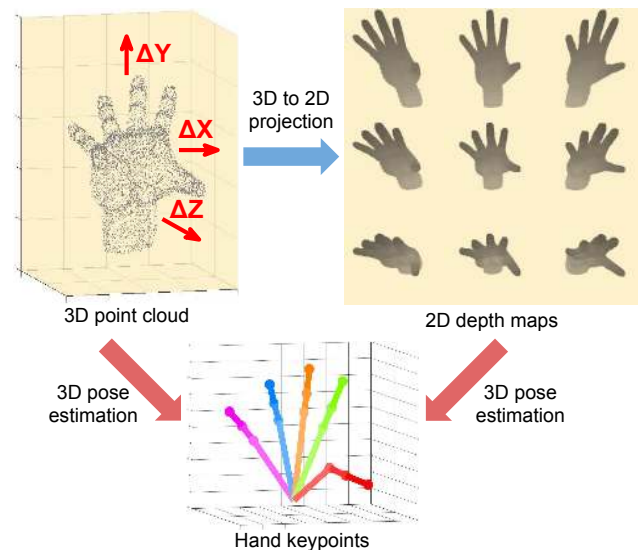 ΔY
ΔX
ΔZ
3D to 2D
projection
3D point cloud
2D depth maps
3D pose
estimation
3D pose
estimation
Hand keypoints